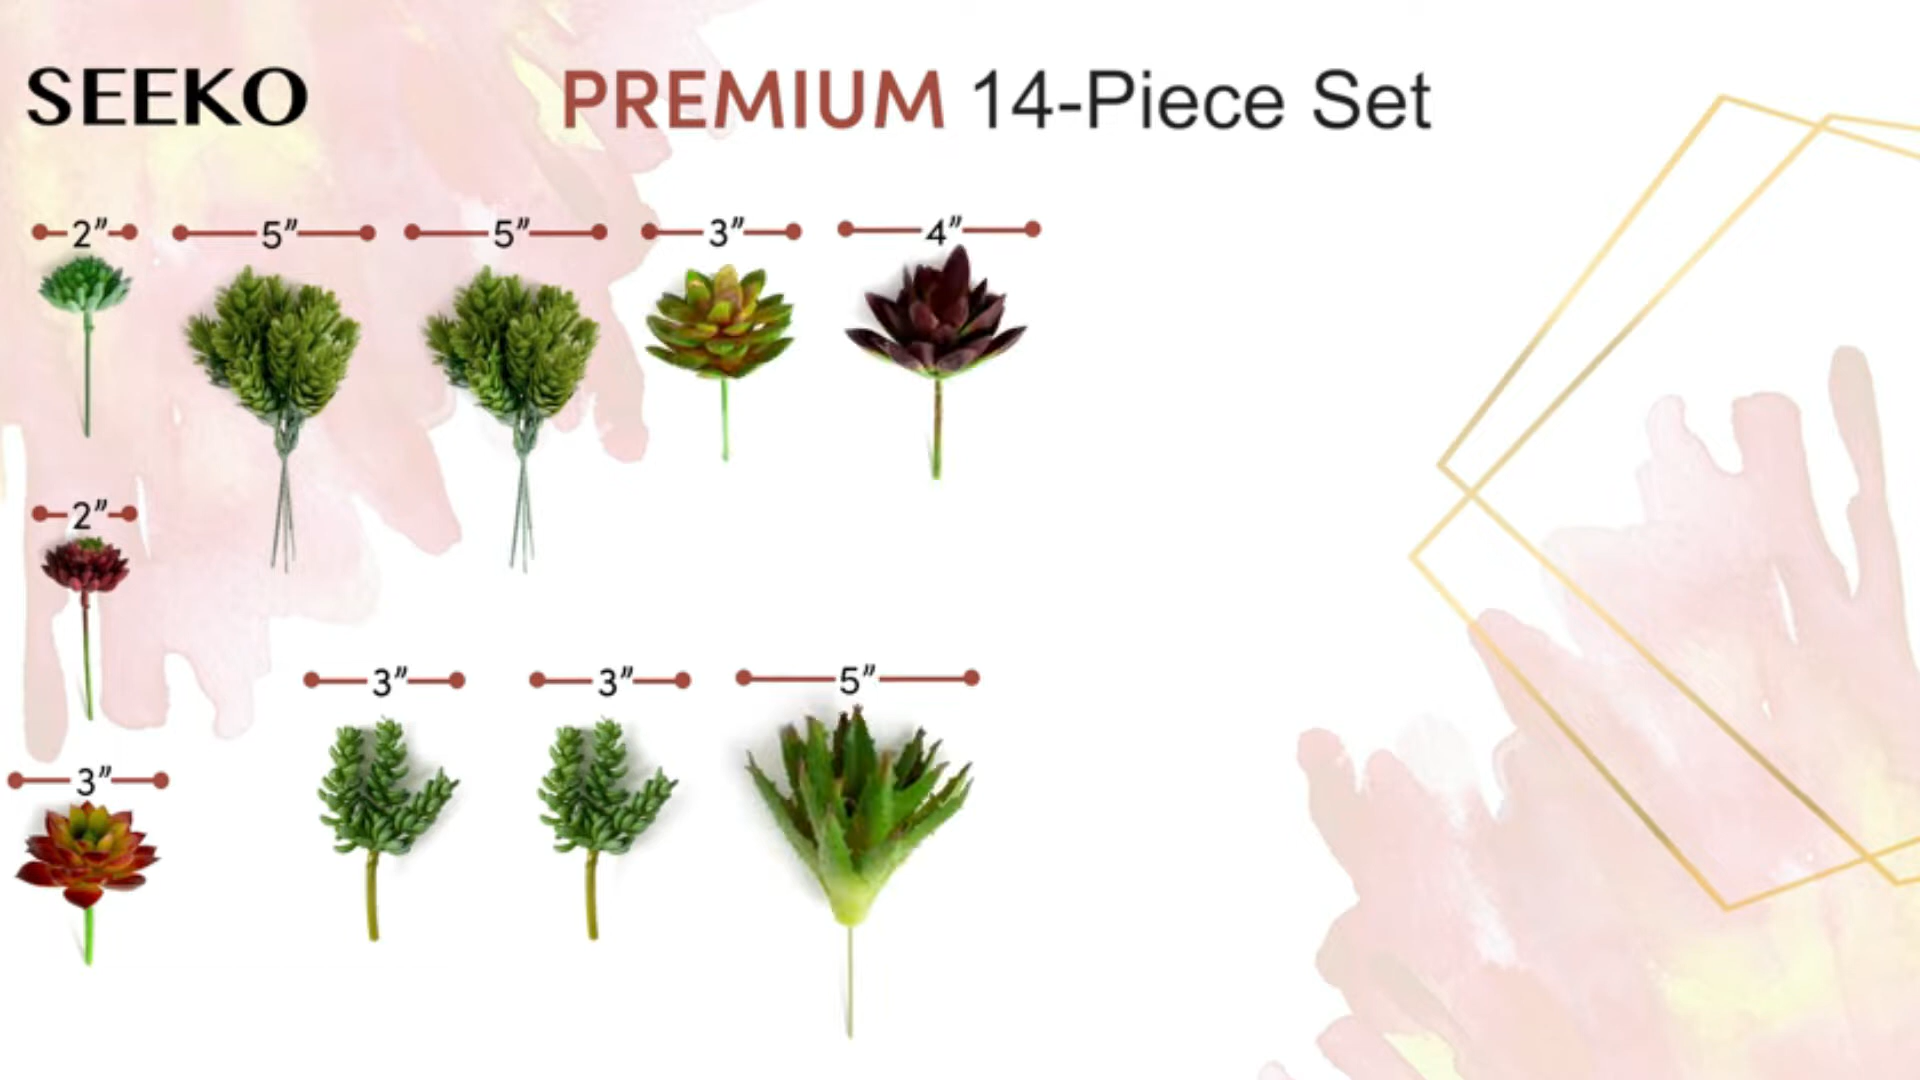 SEEKO
PREMIUM 14-Piece Set
2” 5” 5” 3” 4”
2”
3” 3” 5”
3”